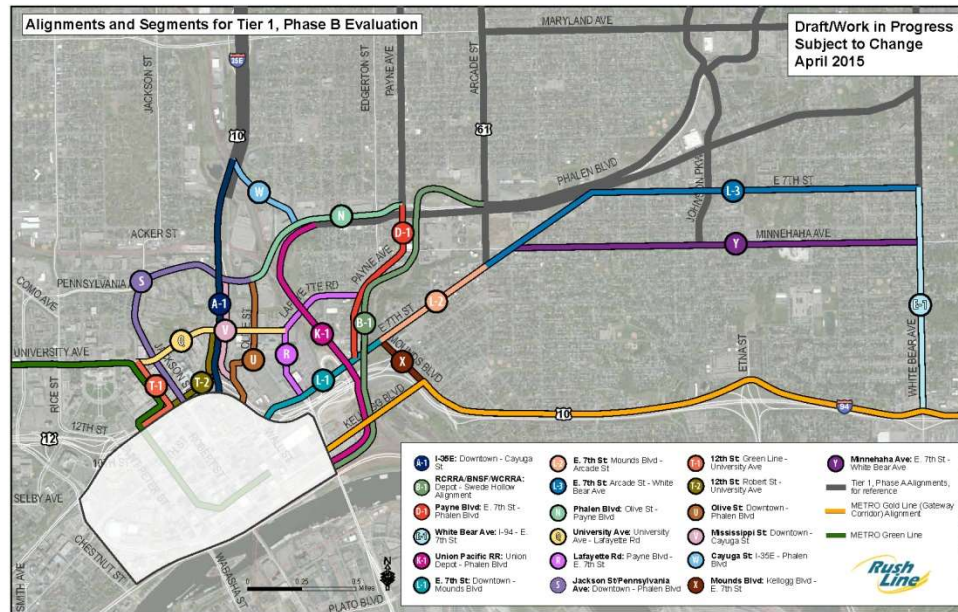 Alignments and Segments for Tier 1, Phase B Evaluation
Draft/Work in Progress
Subject to Change
April 2015
MARYLAND AVE
JACKSON ST
35E
EDGERTON ST
PAYNE AVE
ARCADE ST
10
61
PHALEN BLVD
JOHNSON PKWY
E 7TH ST
L-3
W
N
ACKER ST
D-1
MINNEHAHA AVE
Y
PENNSYLVANIA
S
COMO AVE
PAYNE AVE
LAFAYETTE RD
A-1
L-2
E-1
WHITE BEAR AVE
V
Q
B-1
E 7TH ST
K-1
MOUNDS BLVD
UNIVERSITY AVE
JACKSON ST
R
U
X
ETNA ST
RICE ST
T-1
T-2
L-1
KELLOGG BLVD
10
94
12TH ST
12
SELBY AVE
CHESTNUT ST
SMITH AVE
WABASHA ST
PLATO BLVD
0
0.25
0.5
Miles
A-1 I-35E: Downtown - Cayuga
St
B-1 RCRRA/BNSF/WCRRA:
Depot - Swede Hollow
Alignment
D-1 Payne Blvd: E. 7th St -
Phalen Blvd
E-1 White Bear Ave: I-94 - E.
7th St
K-1 Union Pacific RR: Union
Depot - Phalen Blvd
L-1 E. 7th St: Downtown -
Mounds Blvd
L-2 E. 7th St: Mounds Blvd -
Arcade St
L-3 E. 7th St: Arcade St - White
Bear Ave
N Phalen Blvd: Olive St -
Payne Blvd
Q University Ave: University
Ave - Lafayette Rd
R Lafayette Rd: Payne Blvd -
E. 7th St
S Jackson St/Pennsylvania
Ave: Downtown - Phalen Blvd
T-1 12th St: Green Line -
University Ave
T-2 12th St: Robert St -
University Ave
U Olive St: Downtown -
Phalen Blvd
V Mississippi St: Downtown -
Cayuga St
W Cayuga St: I-35E - Phalen
Blvd
X Mounds Blvd: Kellogg Blvd -
E. 7th St
Y Minnehaha Ave: E. 7th St -
White Bear Ave
Tier 1, Phase A Alignments,
for reference
METRO Gold Line (Gateway
Corridor) Alignment
METRO Green Line
Rush
Line